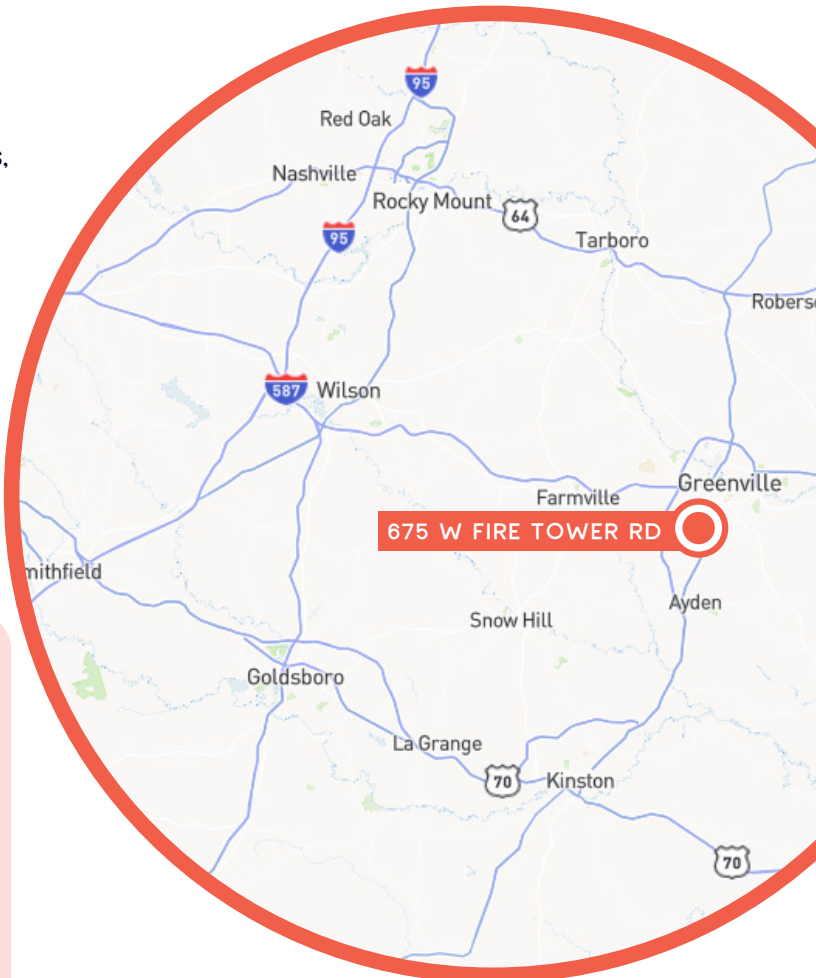 95
Red Oak
s,
Nashville
Rocky Mount
64
95
Tarboro
Roberso
587
Wilson
Greenville
Farmville
675 W FIRE TOWER RD
mithfield
Ayden
Snow Hill
Goldsboro
La Grange
70
Kinston
70